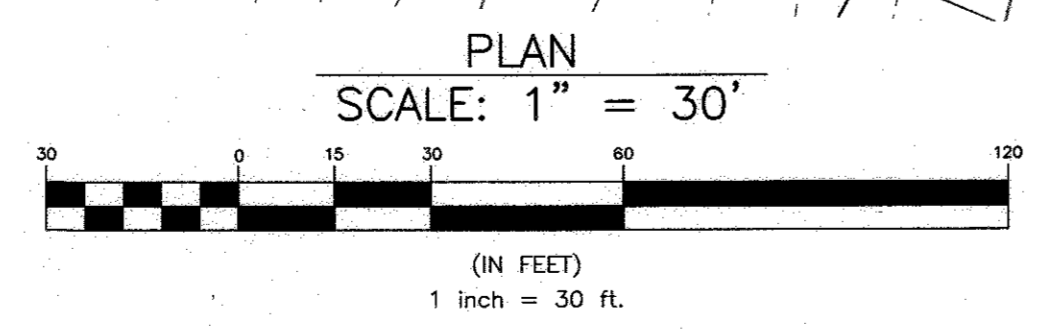 PLAN
SCALE: 1" = 30'
30 0 15 30 60 120
(IN FEET)
1 inch = 30 ft.